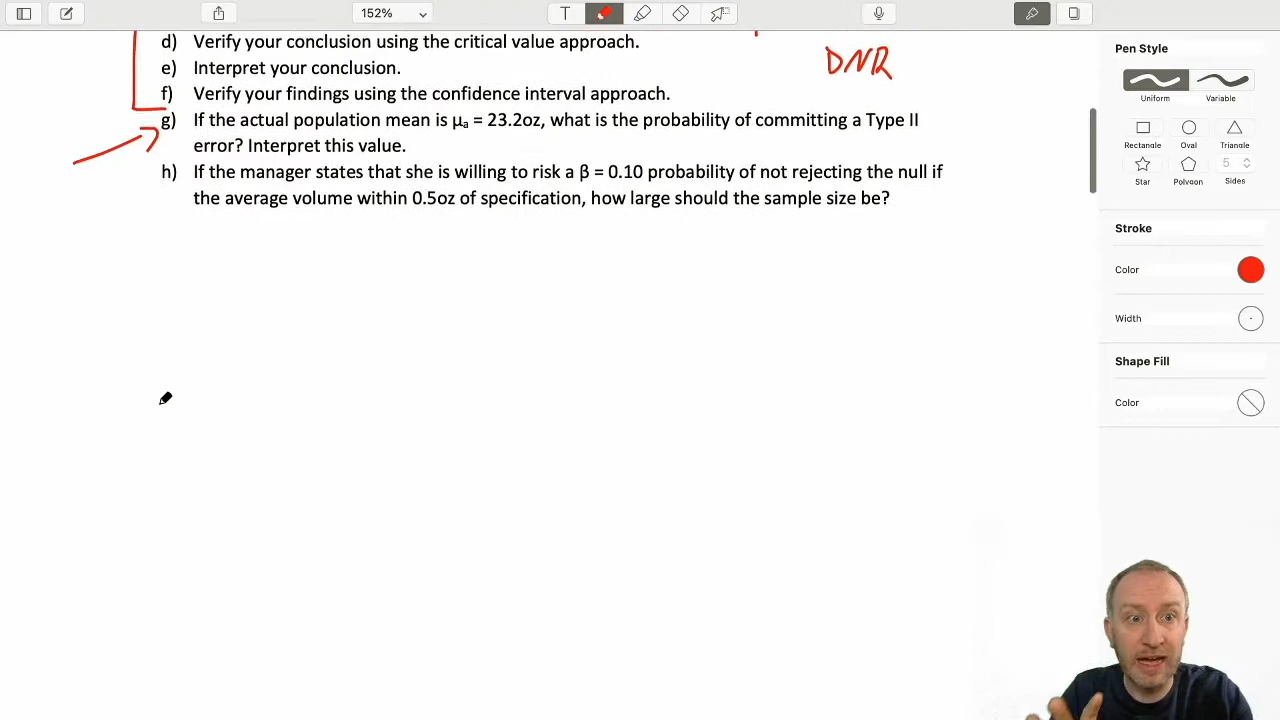 152%
T
d) Verify your conclusion using the critical value approach.
DNR
e) Interpret your conclusion.
f) Verify your findings using the confidence interval approach.
g) If the actual population mean is μₐ = 23.2oz, what is the probability of committing a Type II
error? Interpret this value.
h) If the manager states that she is willing to risk a β = 0.10 probability of not rejecting the null if
the average volume within 0.5oz of specification, how large should the sample size be?
Pen Style
Uniform Variable
Rectangle Oval Triangle
5
Star Polygon Sides
Stroke
Color
Width
Shape Fill
Color